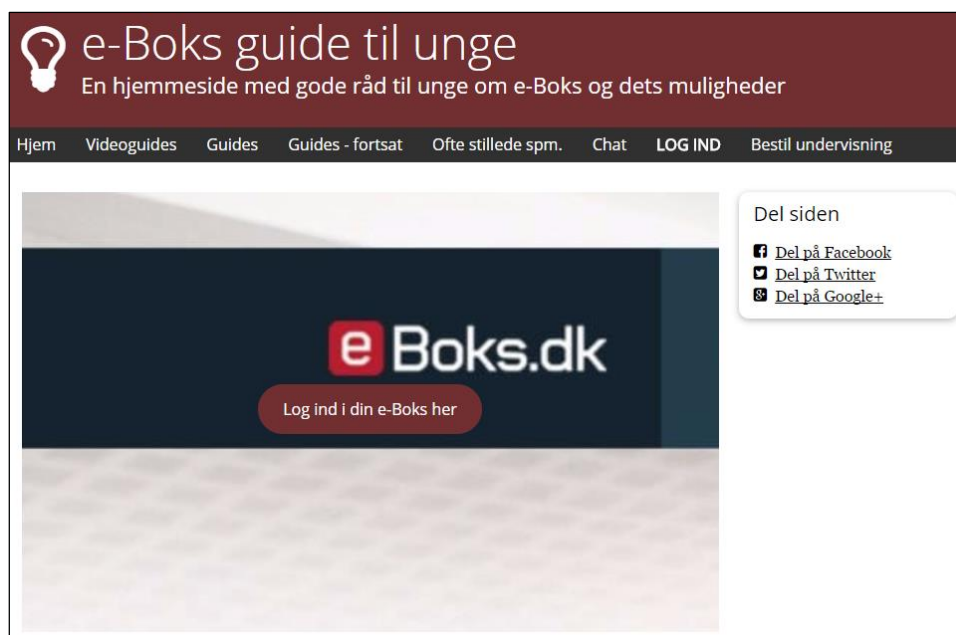 e-Boks guide til unge
En hjemmeside med gode råd til unge om e-Boks og dets muligheder
Hjem Videoguides Guides Guides - fortsat Ofte stillede spm. Chat LOG IND Bestil undervisning
e Boks.dk
Log ind i din e-Boks her
Del siden
Del på Facebook
Del på Twitter
Del på Google+